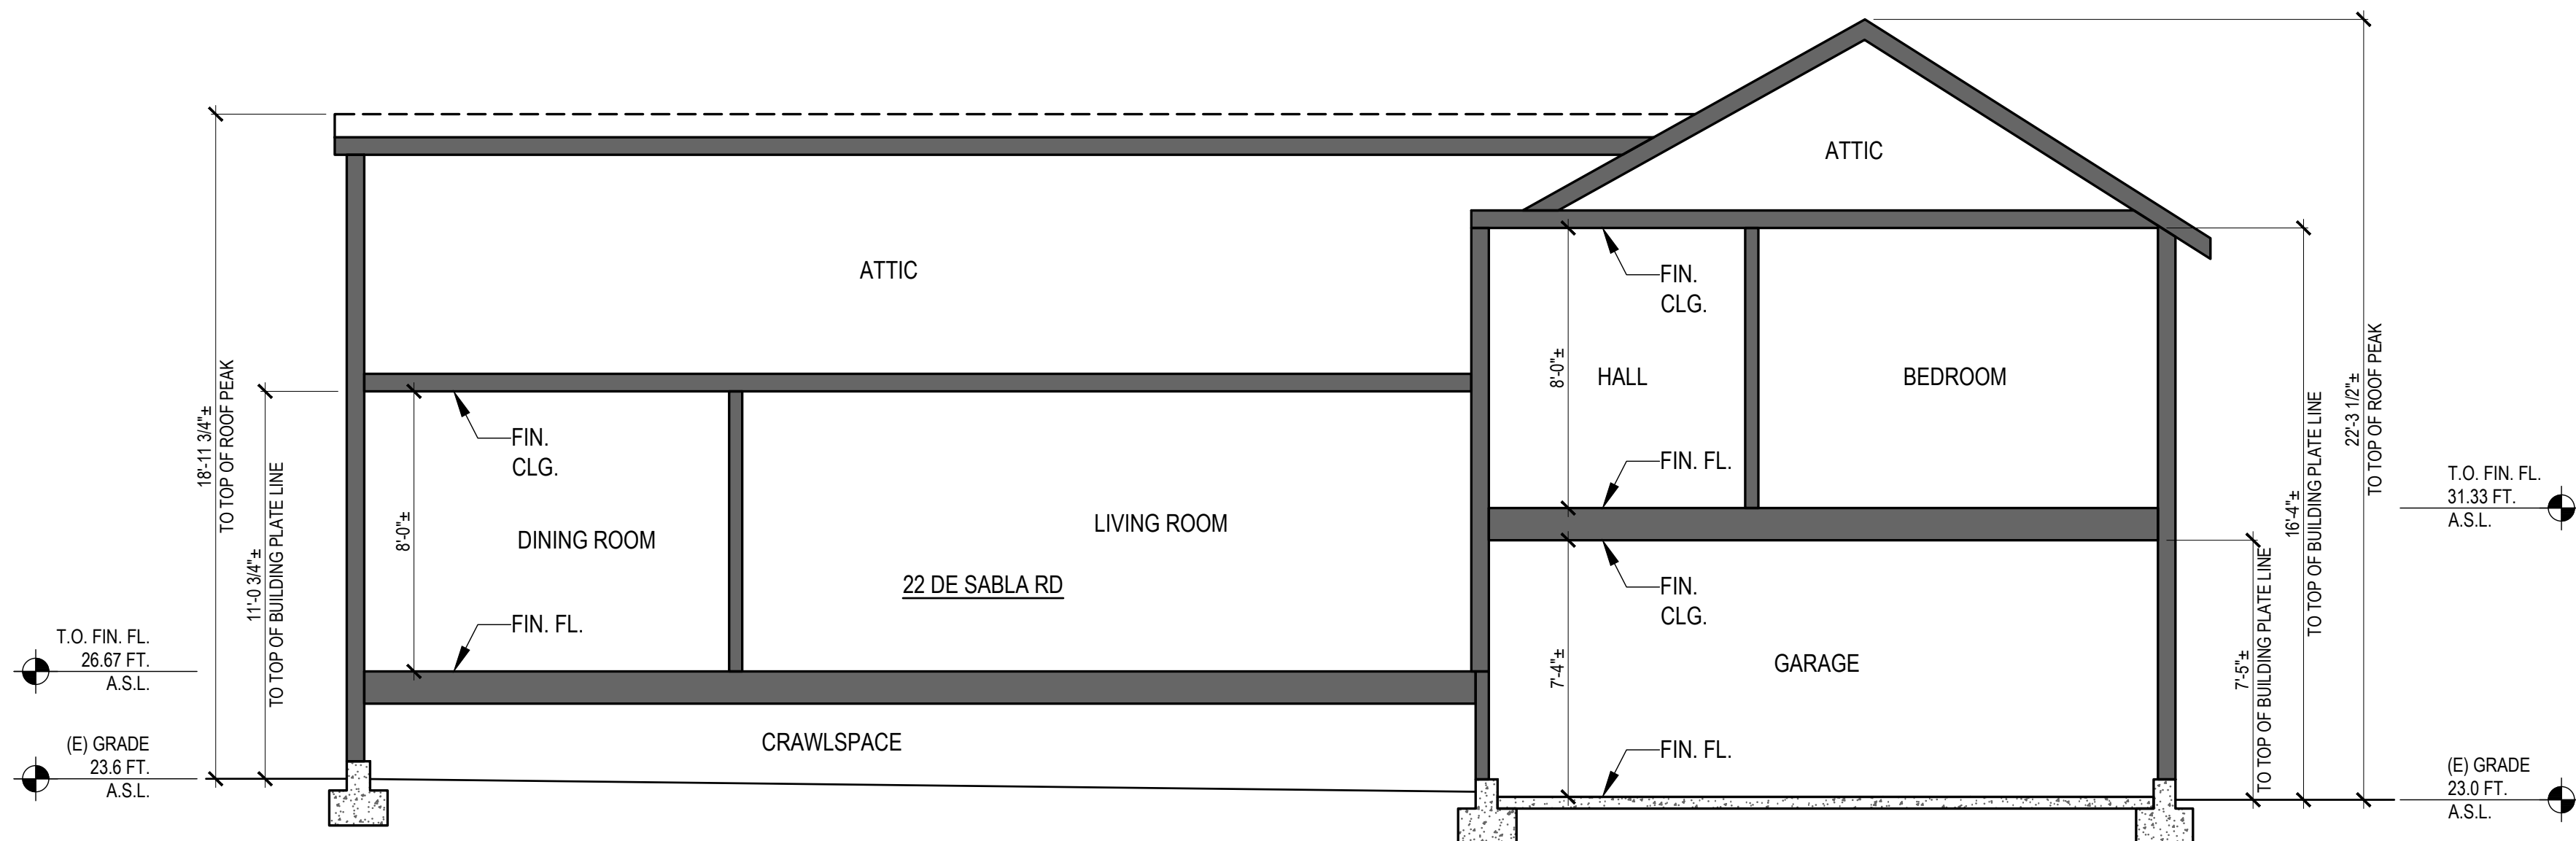 ATTIC
ATTIC
FIN.
CLG.
8'-0"±
HALL
BEDROOM
FIN. FL.
18'-11 3/4"±
TO TOP OF ROOF PEAK
11'-0 3/4"±
TO TOP OF BUILDING PLATE LINE
8'-0"±
FIN.
CLG.
DINING ROOM
LIVING ROOM
22 DE SABLA RD
FIN. FL.
T.O. FIN. FL.
26.67 FT.
A.S.L.
(E) GRADE
23.6 FT.
A.S.L.
CRAWLSPACE
FIN.
CLG.
7'-4"±
GARAGE
FIN. FL.
7'-5"±
TO TOP OF BUILDING PLATE LINE
16'-4"±
TO TOP OF BUILDING PLATE LINE
22'-3 1/2"±
TO TOP OF ROOF PEAK
T.O. FIN. FL.
31.33 FT.
A.S.L.
(E) GRADE
23.0 FT.
A.S.L.